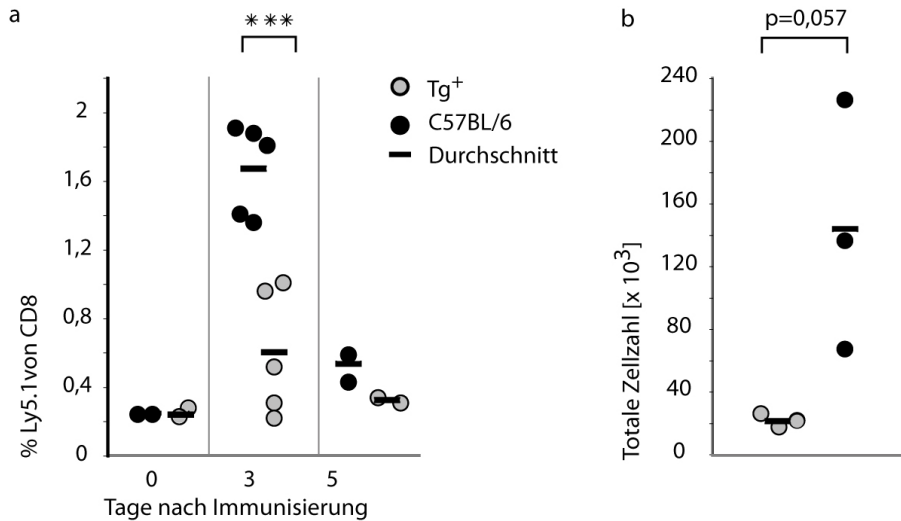 a
***
% Ly5.1von CD8
2
1,6
1,2
0,8
0,4
0
0
3
5
Tage nach Immunisierung
Tg+
C57BL/6
Durchschnitt
b
p=0,057
Totale Zellzahl [x 10³]
240
200
160
120
80
40
0